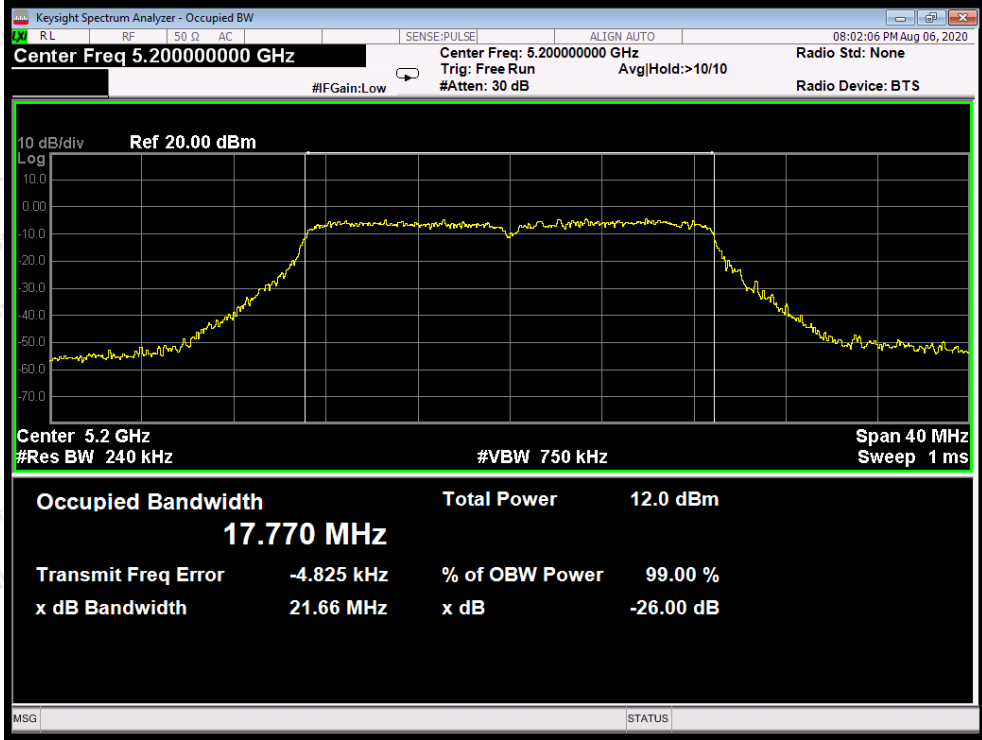 Keysight Spectrum Analyzer - Occupied BW
LXI RL RF 50 Ω AC SENSE:PULSE ALIGN AUTO 08:02:06 PM Aug 06, 2020
Center Freq 5.200000000 GHz
Center Freq: 5.200000000 GHz
Radio Std: None
Trig: Free Run
Avg|Hold:>10/10
#IFGain:Low
#Atten: 30 dB
Radio Device: BTS
10 dB/div Ref 20.00 dBm
Log
10.0
0.00
-10.0
-20.0
-30.0
-40.0
-50.0
-60.0
-70.0
Center 5.2 GHz Span 40 MHz
#Res BW 240 kHz #VBW 750 kHz Sweep 1 ms
Occupied Bandwidth Total Power 12.0 dBm
17.770 MHz
Transmit Freq Error -4.825 kHz % of OBW Power 99.00 %
x dB Bandwidth 21.66 MHz x dB -26.00 dB
MSG STATUS